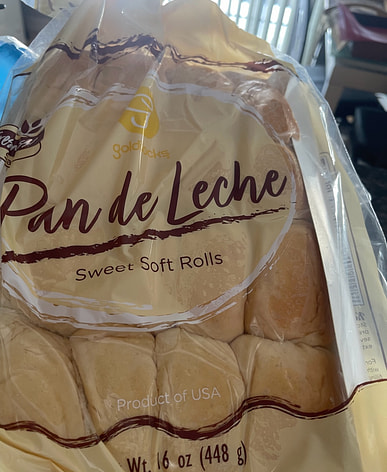 goldilocks
Pan de Leche
Sweet Soft Rolls
Product of USA
Wt. 16 oz (448 g)